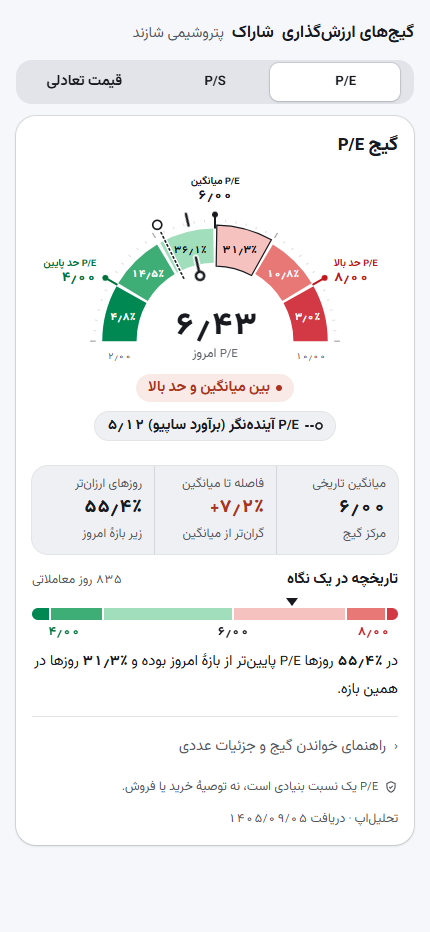 گیج‌های ارزش‌گذاری شاراک پتروشیمی شازند
P/E
P/S
قیمت تعادلی
گیج P/E
P/E میانگین
۶٫۰۰
P/E حد پایین
۴٫۰۰
P/E حد بالا
۸٫۰۰
۴٫۸٪
۱۴٫۵٪
۳۶٫۱٪
۳۱٫۳٪
۱۰٫۸٪
۳٫۰٪
۲٫۰۰
۱۰٫۰۰
۶٫۴۳
P/E امروز
بین میانگین و حد بالا
P/E آینده‌نگر (برآورد ساپیو) ۵٫۱۲
میانگین تاریخی
۶٫۰۰
مرکز گیج
فاصله تا میانگین
+۷٫۲٪
گران‌تر از میانگین
روزهای ارزان‌تر
۵۵٫۴٪
زیر بازهٔ امروز
تاریخچه در یک نگاه
۸۳۵ روز معاملاتی
۸٫۰۰
۶٫۰۰
۴٫۰۰
در ۵۵٫۴٪ روزها P/E پایین‌تر از بازهٔ امروز بوده و ۳۱٫۳٪ روزها در
همین بازه.
› راهنمای خواندن گیج و جزئیات عددی
P/E یک نسبت بنیادی است، نه توصیهٔ خرید یا فروش.
تحلیل‌اپ · دریافت ۱۴۰۵/۰۹/۰۵